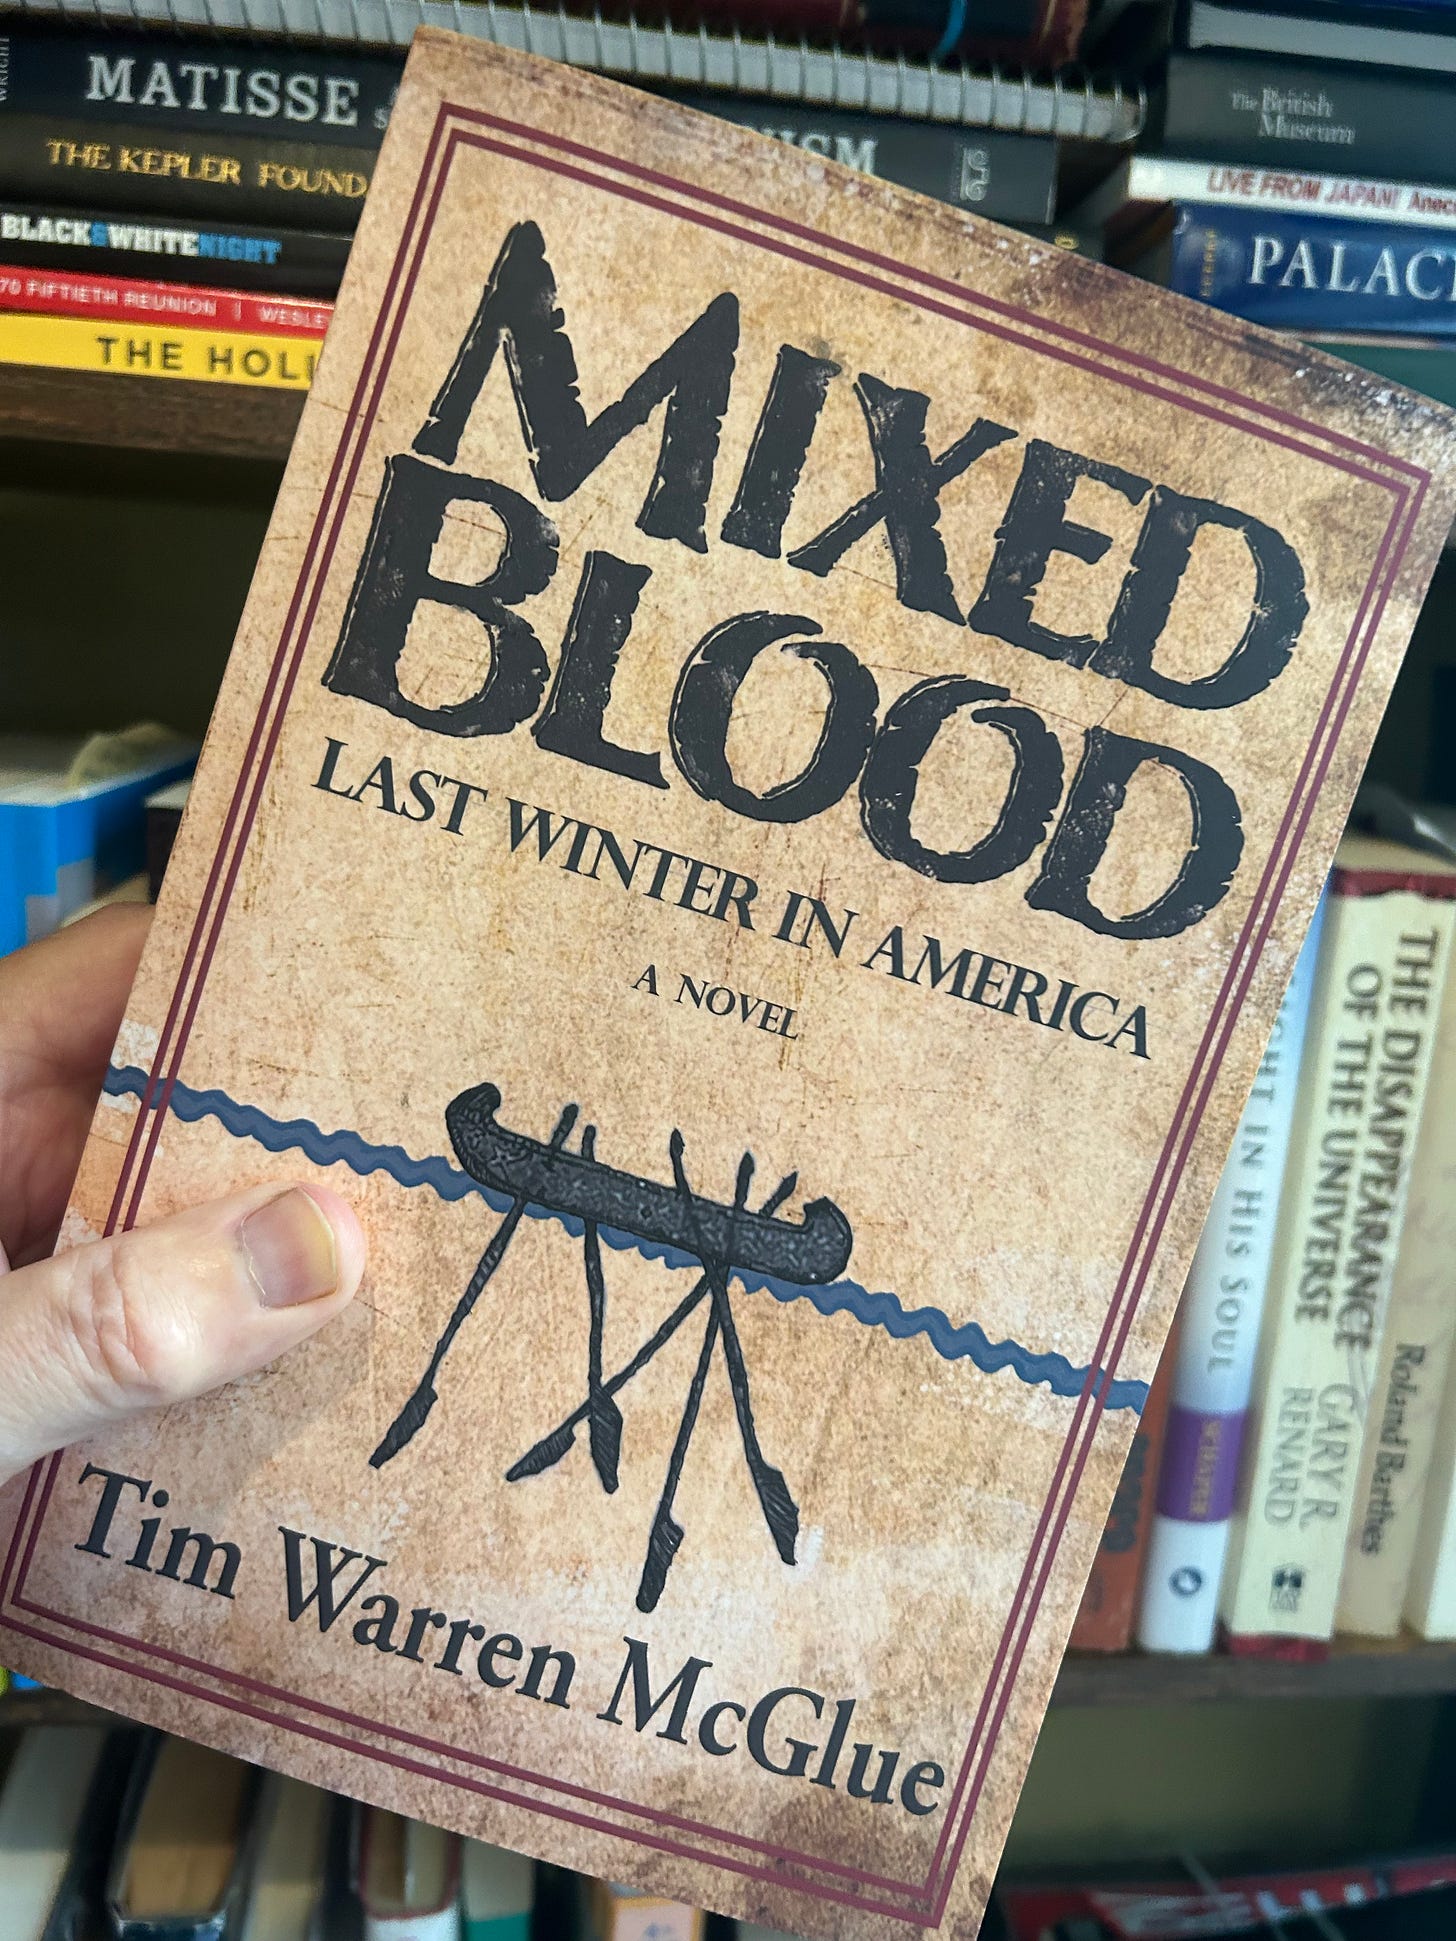 MATISSE
THE KEPLER FOUND
BLACK&WHITENIGHT
70 FIFTIETH REUNION | WESLE
THE HOLL
The British
Museum
LIVE FROM JAPAN! Anec
PALAC
MIXED
BLOOD
LAST WINTER IN AMERICA
A NOVEL
Tim Warren McGlue
IN HIS SOUL
THE DISAPPEARANCE
OF THE UNIVERSE
GARY R.
RENARD
Roland Barthes